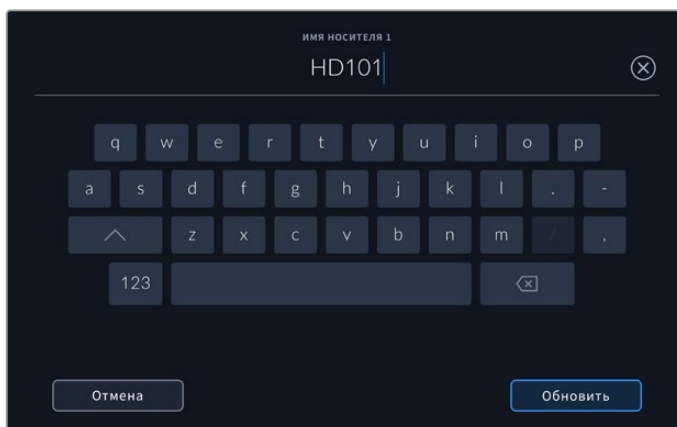 ИМЯ НОСИТЕЛЯ 1
HD101
q w e r t y u i o p
a s d f g h j k l . -
z x c v b n m / ,
123
Отмена Обновить